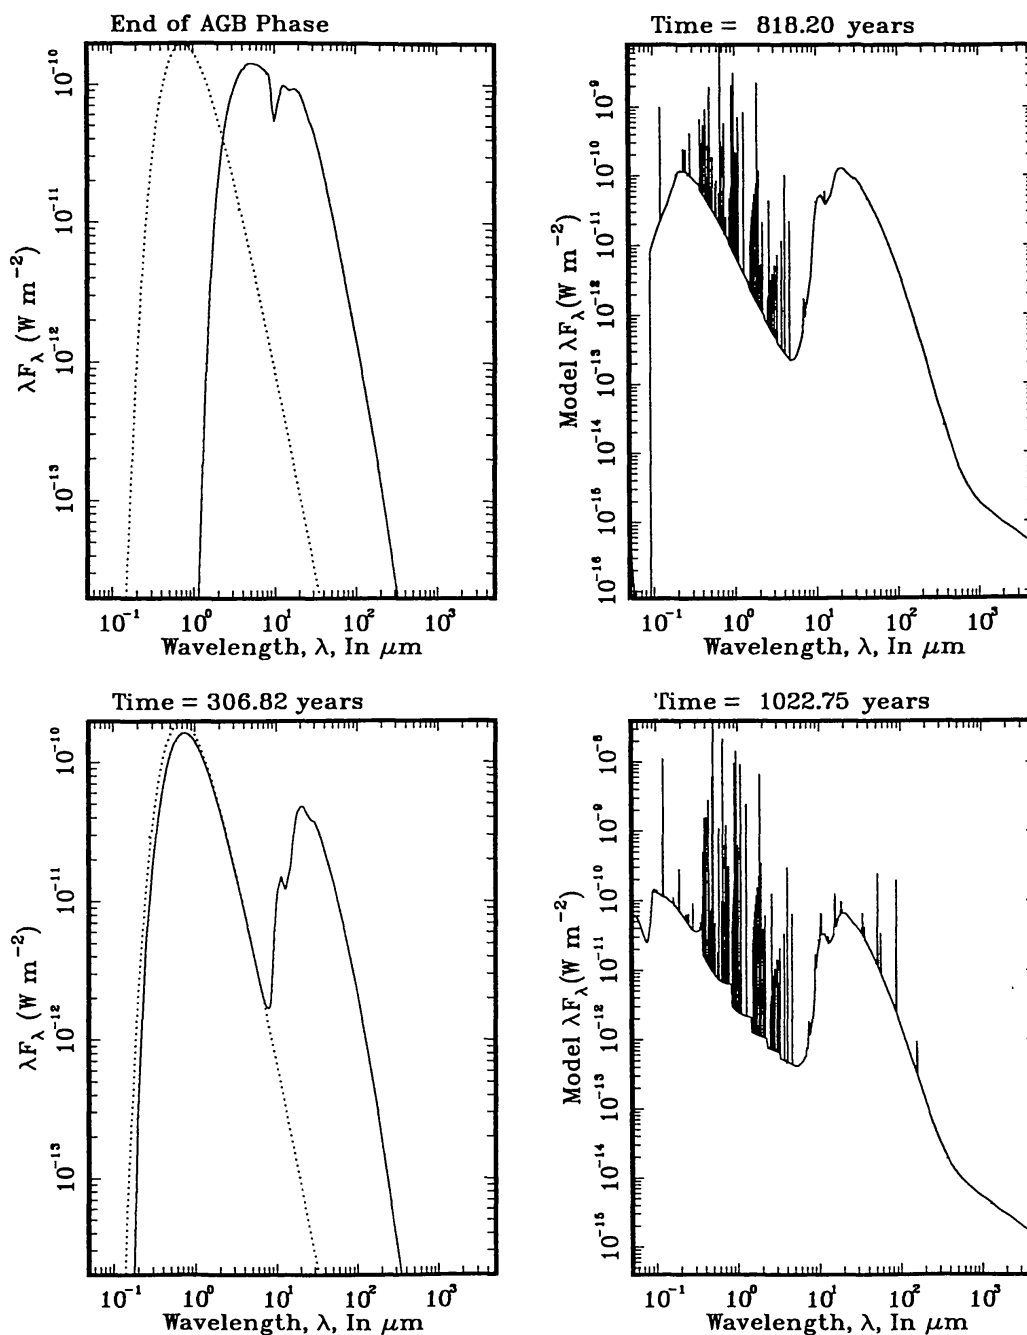 End of AGB Phase
λF_λ (W m⁻²)
10⁻¹⁰
10⁻¹¹
10⁻¹²
10⁻¹³
10⁻¹ 10⁰ 10¹ 10² 10³
Wavelength, λ, In μm
Time = 818.20 years
Model λF_λ(W m⁻²)
10⁻⁹
10⁻¹⁰
10⁻¹¹
10⁻¹²
10⁻¹³
10⁻¹⁴
10⁻¹⁵
10⁻¹⁶
10⁻¹ 10⁰ 10¹ 10² 10³
Wavelength, λ, In μm
Time = 306.82 years
λF_λ (W m⁻²)
10⁻¹⁰
10⁻¹¹
10⁻¹²
10⁻¹³
10⁻¹ 10⁰ 10¹ 10² 10³
Wavelength, λ, In μm
Time = 1022.75 years
Model λF_λ(W m⁻²)
10⁻⁸
10⁻⁹
10⁻¹⁰
10⁻¹¹
10⁻¹²
10⁻¹³
10⁻¹⁴
10⁻¹⁵
10⁻¹ 10⁰ 10¹ 10² 10³
Wavelength, λ, In μm